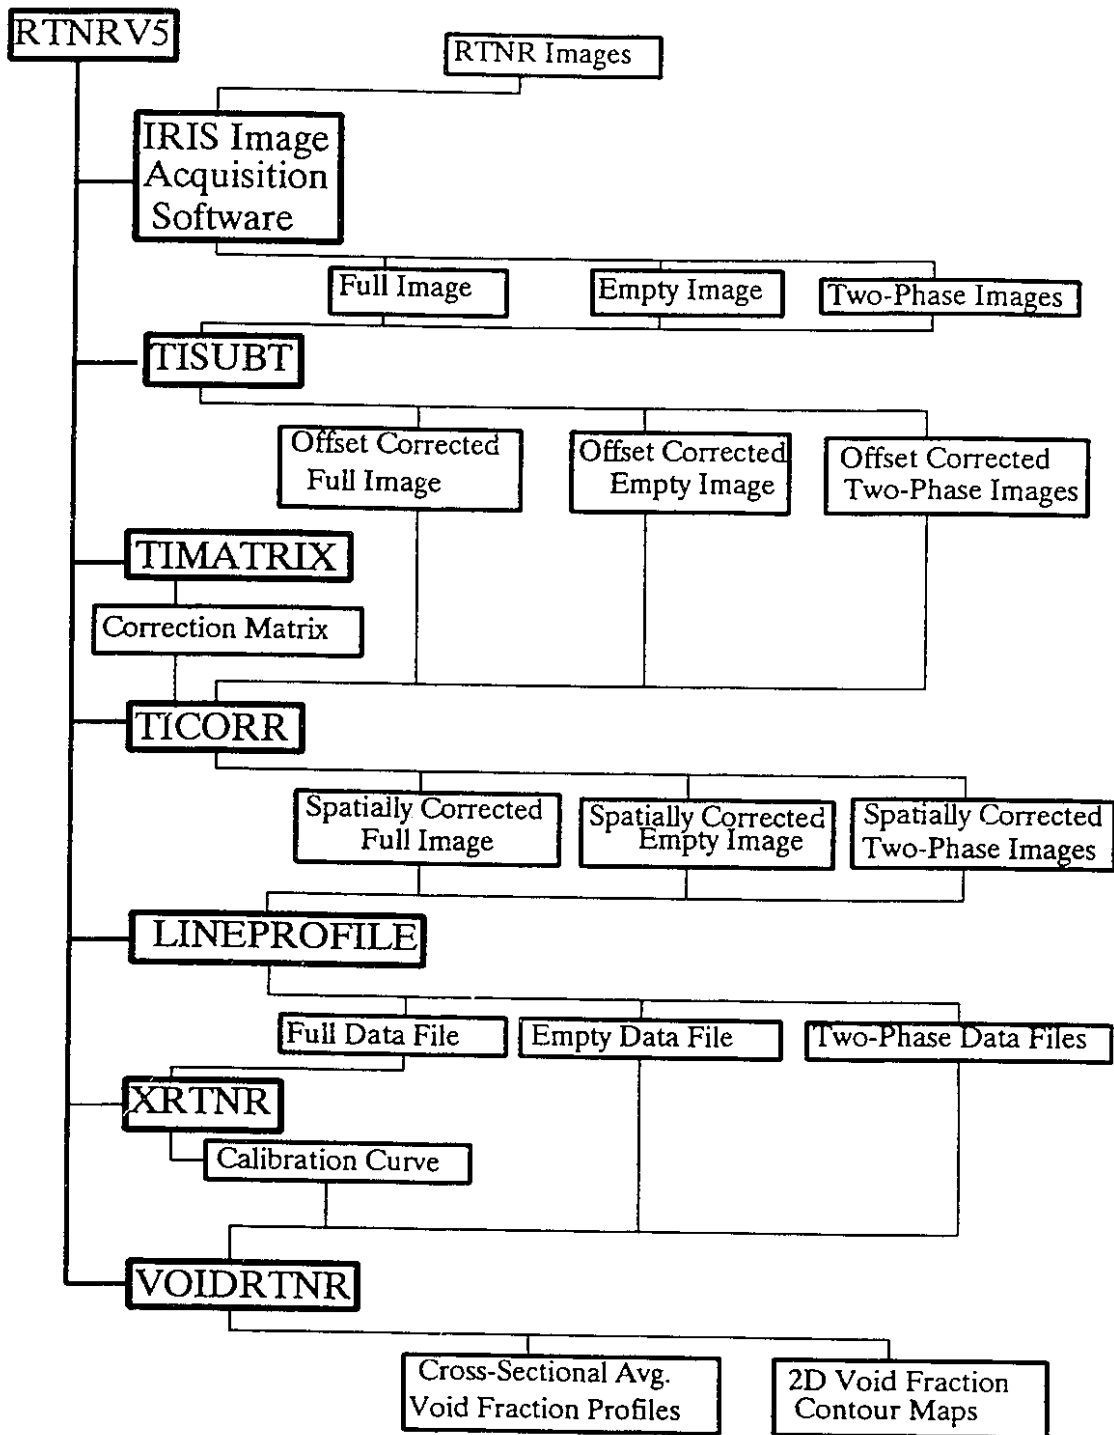 RTNRV5
RTNR Images
IRIS Image
Acquisition
Software
Full Image
Empty Image
Two-Phase Images
TISUBT
Offset Corrected
Full Image
Offset Corrected
Empty Image
Offset Corrected
Two-Phase Images
TIMATRIX
Correction Matrix
TICORR
Spatially Corrected
Full Image
Spatially Corrected
Empty Image
Spatially Corrected
Two-Phase Images
LINEPROFILE
Full Data File
Empty Data File
Two-Phase Data Files
XRTNR
Calibration Curve
VOIDRTNR
Cross-Sectional Avg.
Void Fraction Profiles
2D Void Fraction
Contour Maps